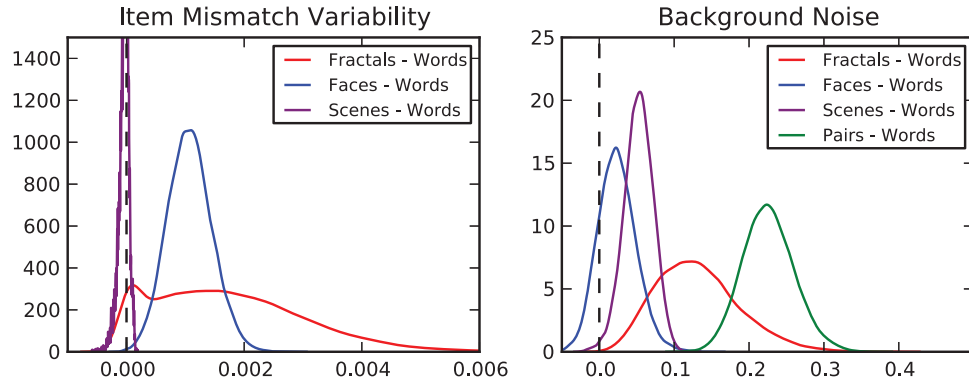 Item Mismatch Variability
1400
1200
1000
800
600
400
200
0
0.000
0.002
0.004
0.006
Fractals - Words
Faces - Words
Scenes - Words
Background Noise
25
20
15
10
5
0
0.0
0.1
0.2
0.3
0.4
Fractals - Words
Faces - Words
Scenes - Words
Pairs - Words